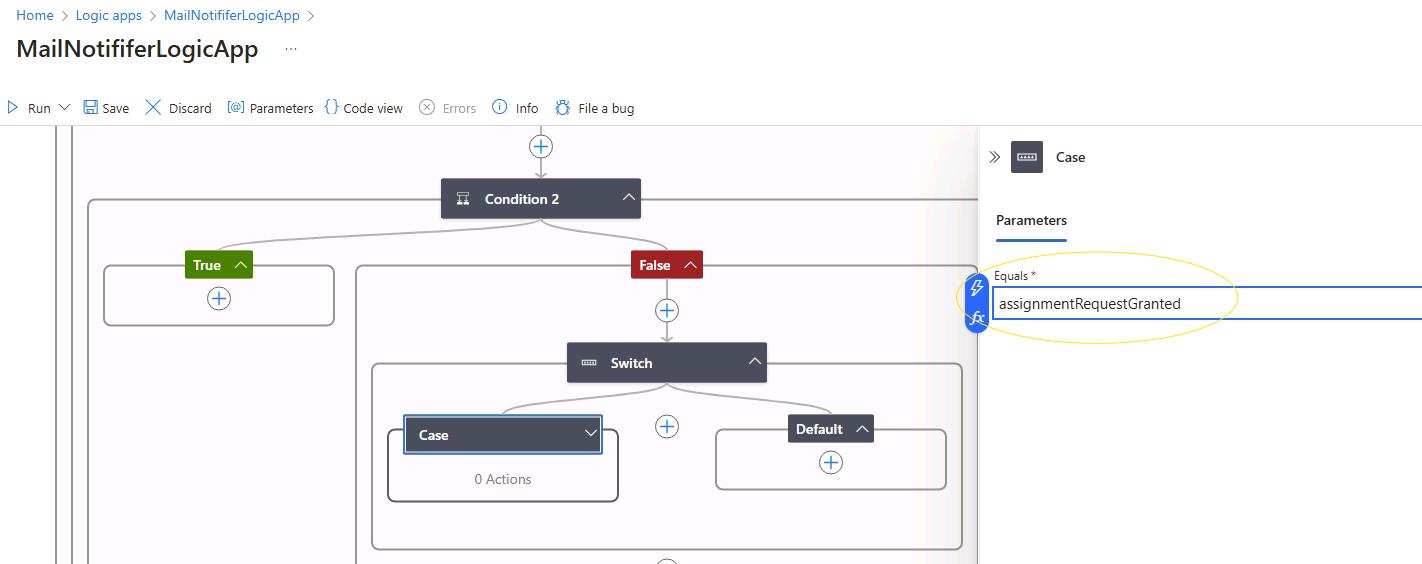 Home > Logic apps > MailNotififerLogicApp >
MailNotififerLogicApp ...
Run Save Discard [@] Parameters {} Code view Errors Info File a bug
Condition 2
True
False
Switch
Case
0 Actions
Default
Case
Parameters
Equals *
assignmentRequestGranted
fx